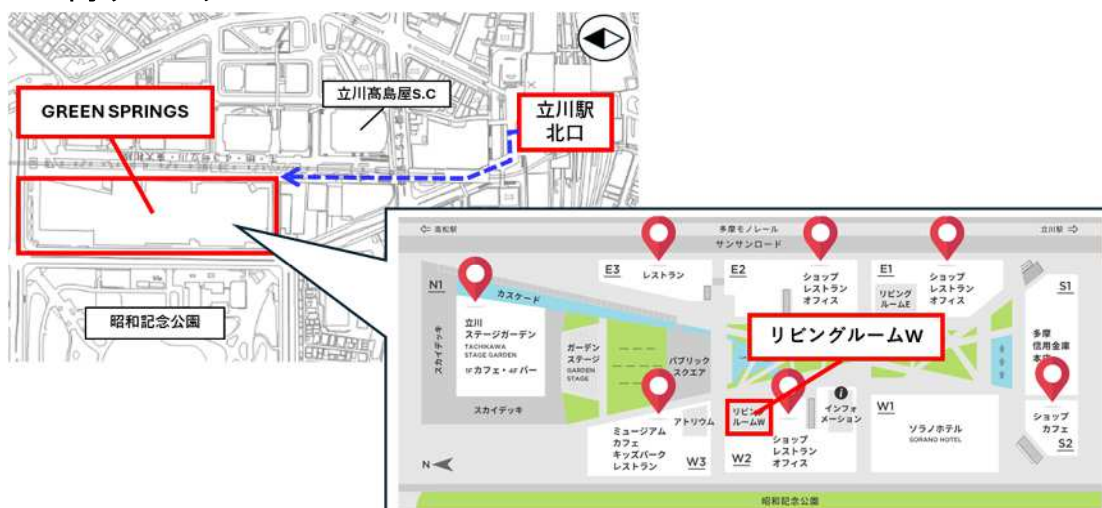 GREEN SPRINGS
立川髙島屋S.C
立川駅
北口
昭和記念公園
⇦ 高松駅
多摩モノレール
サンサンロード
立川駅 ⇨
N1
カスケード
スカイデッキ
立川
ステージガーデン
TACHIKAWA
STAGE GARDEN
1F カフェ・4F バー
スカイデッキ
ガーデン
ステージ
GARDEN
STAGE
E3
レストラン
パブリック
スクエア
E2
ショップ
レストラン
オフィス
E1
リビング
ルームE
ショップ
レストラン
オフィス
S1
多摩
信用金庫
本店
リビングルームW
ミュージアム
カフェ
キッズパーク
レストラン
アトリウム
W3
リビング
ルームW
W2
ショップ
レストラン
オフィス
インフォ
メーション
W1
ソラノホテル
SORANO HOTEL
ショップ
カフェ
S2
N
昭和記念公園